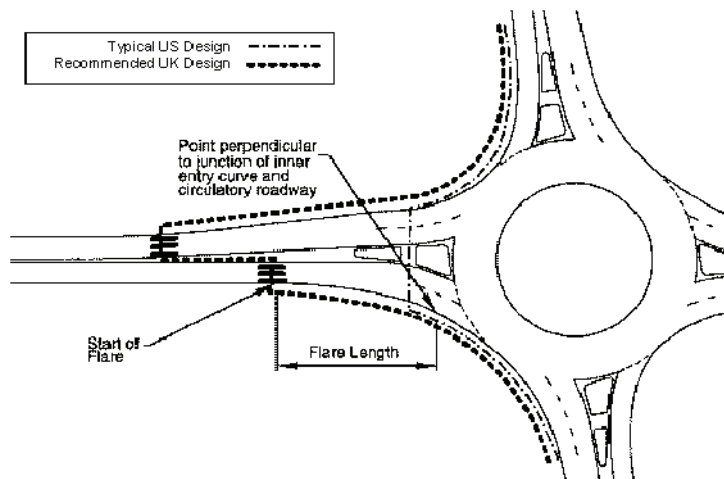 Typical US Design
Recommended UK Design
Point perpendicular
to junction of inner
entry curve and
circulatory roadway
Start of
Flare
Flare Length